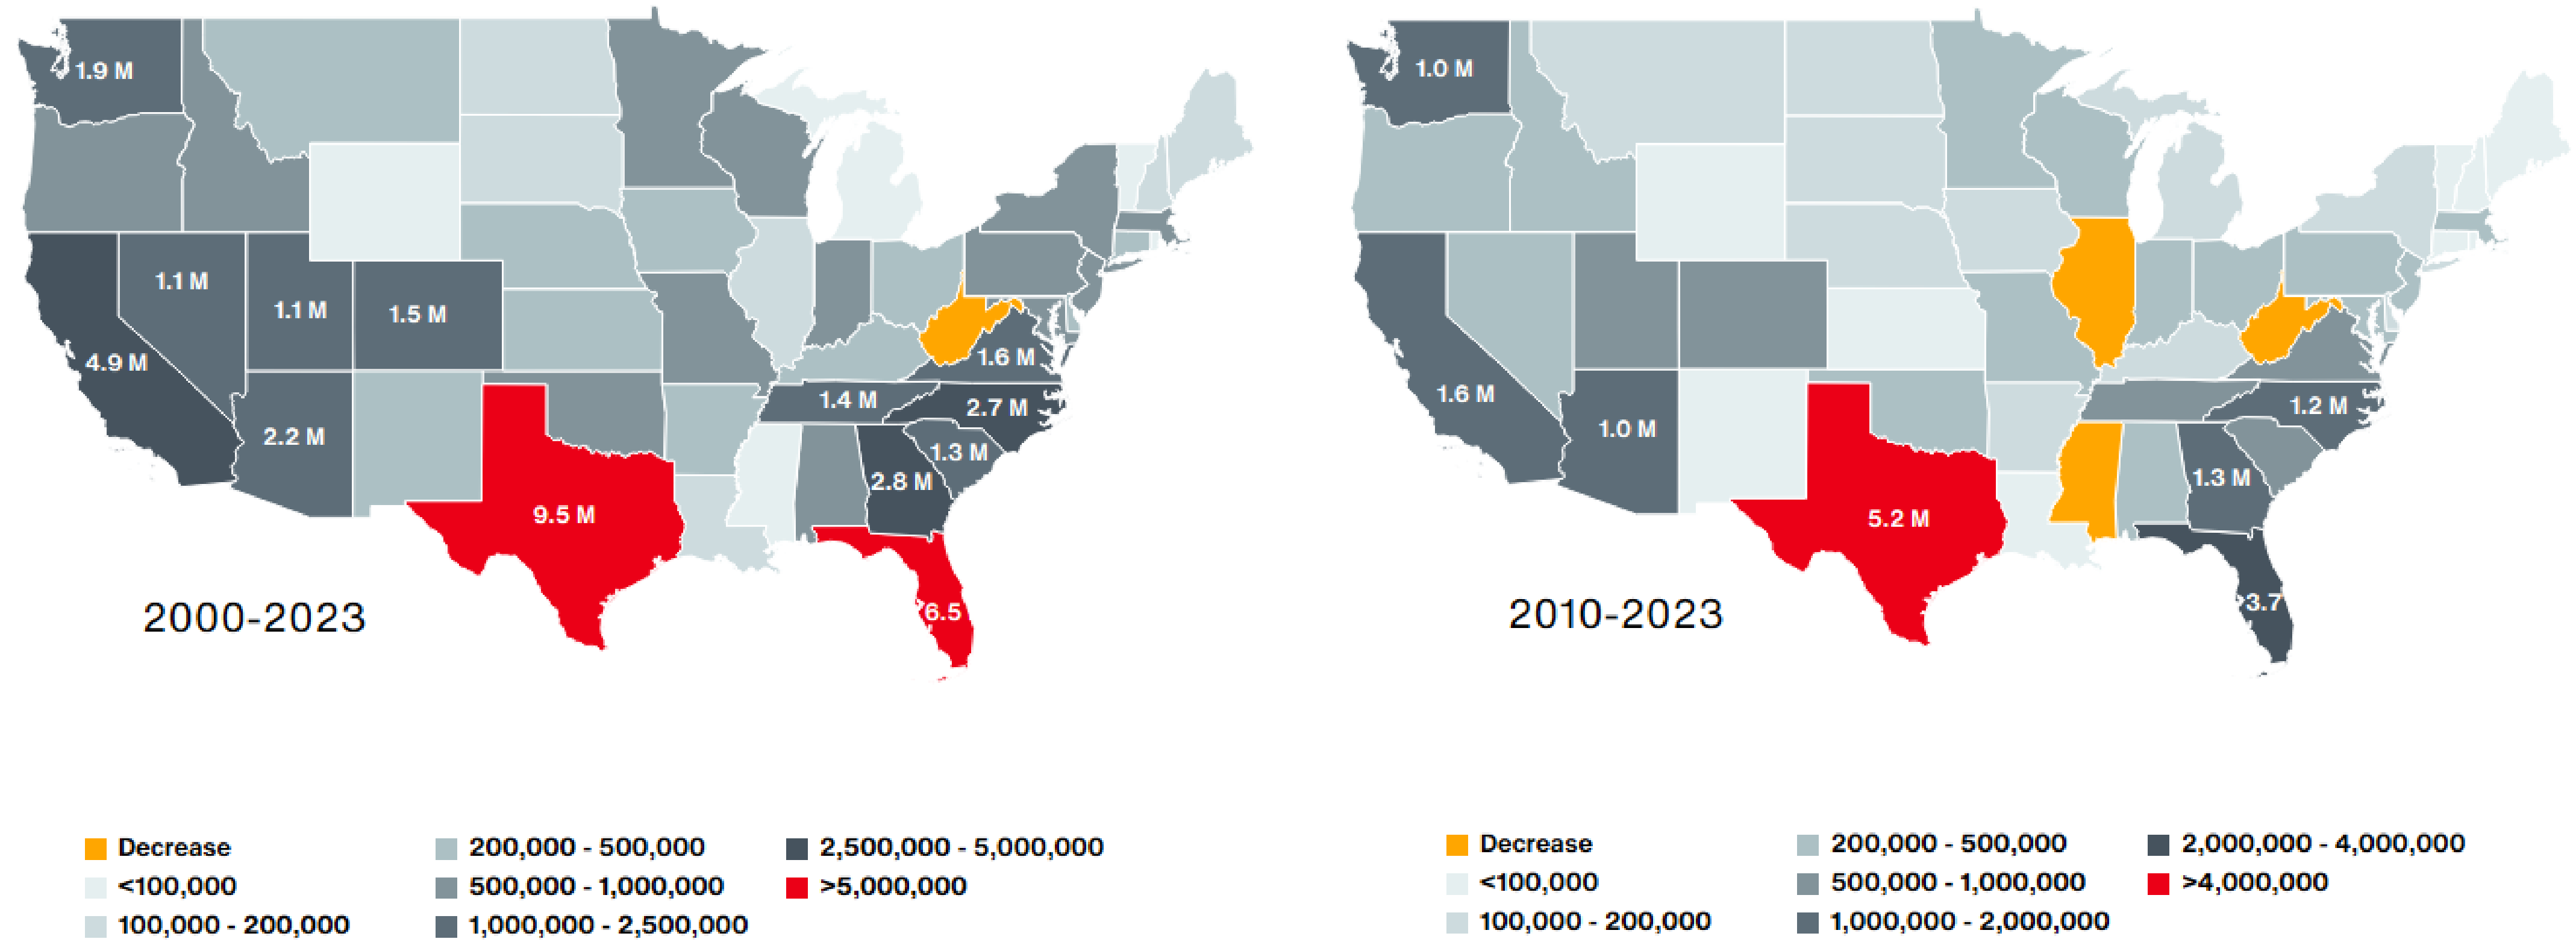 1.9 M
1.1 M
1.1 M
1.5 M
4.9 M
1.6 M
1.4 M
2.7 M
2.2 M
1.3 M
2.8 M
9.5 M
6.5
2000-2023
Decrease
<100,000
100,000 - 200,000
200,000 - 500,000
500,000 - 1,000,000
1,000,000 - 2,500,000
2,500,000 - 5,000,000
>5,000,000
1.0 M
1.6 M
1.0 M
1.2 M
1.3 M
5.2 M
3.7
2010-2023
Decrease
<100,000
100,000 - 200,000
200,000 - 500,000
500,000 - 1,000,000
1,000,000 - 2,000,000
2,000,000 - 4,000,000
>4,000,000